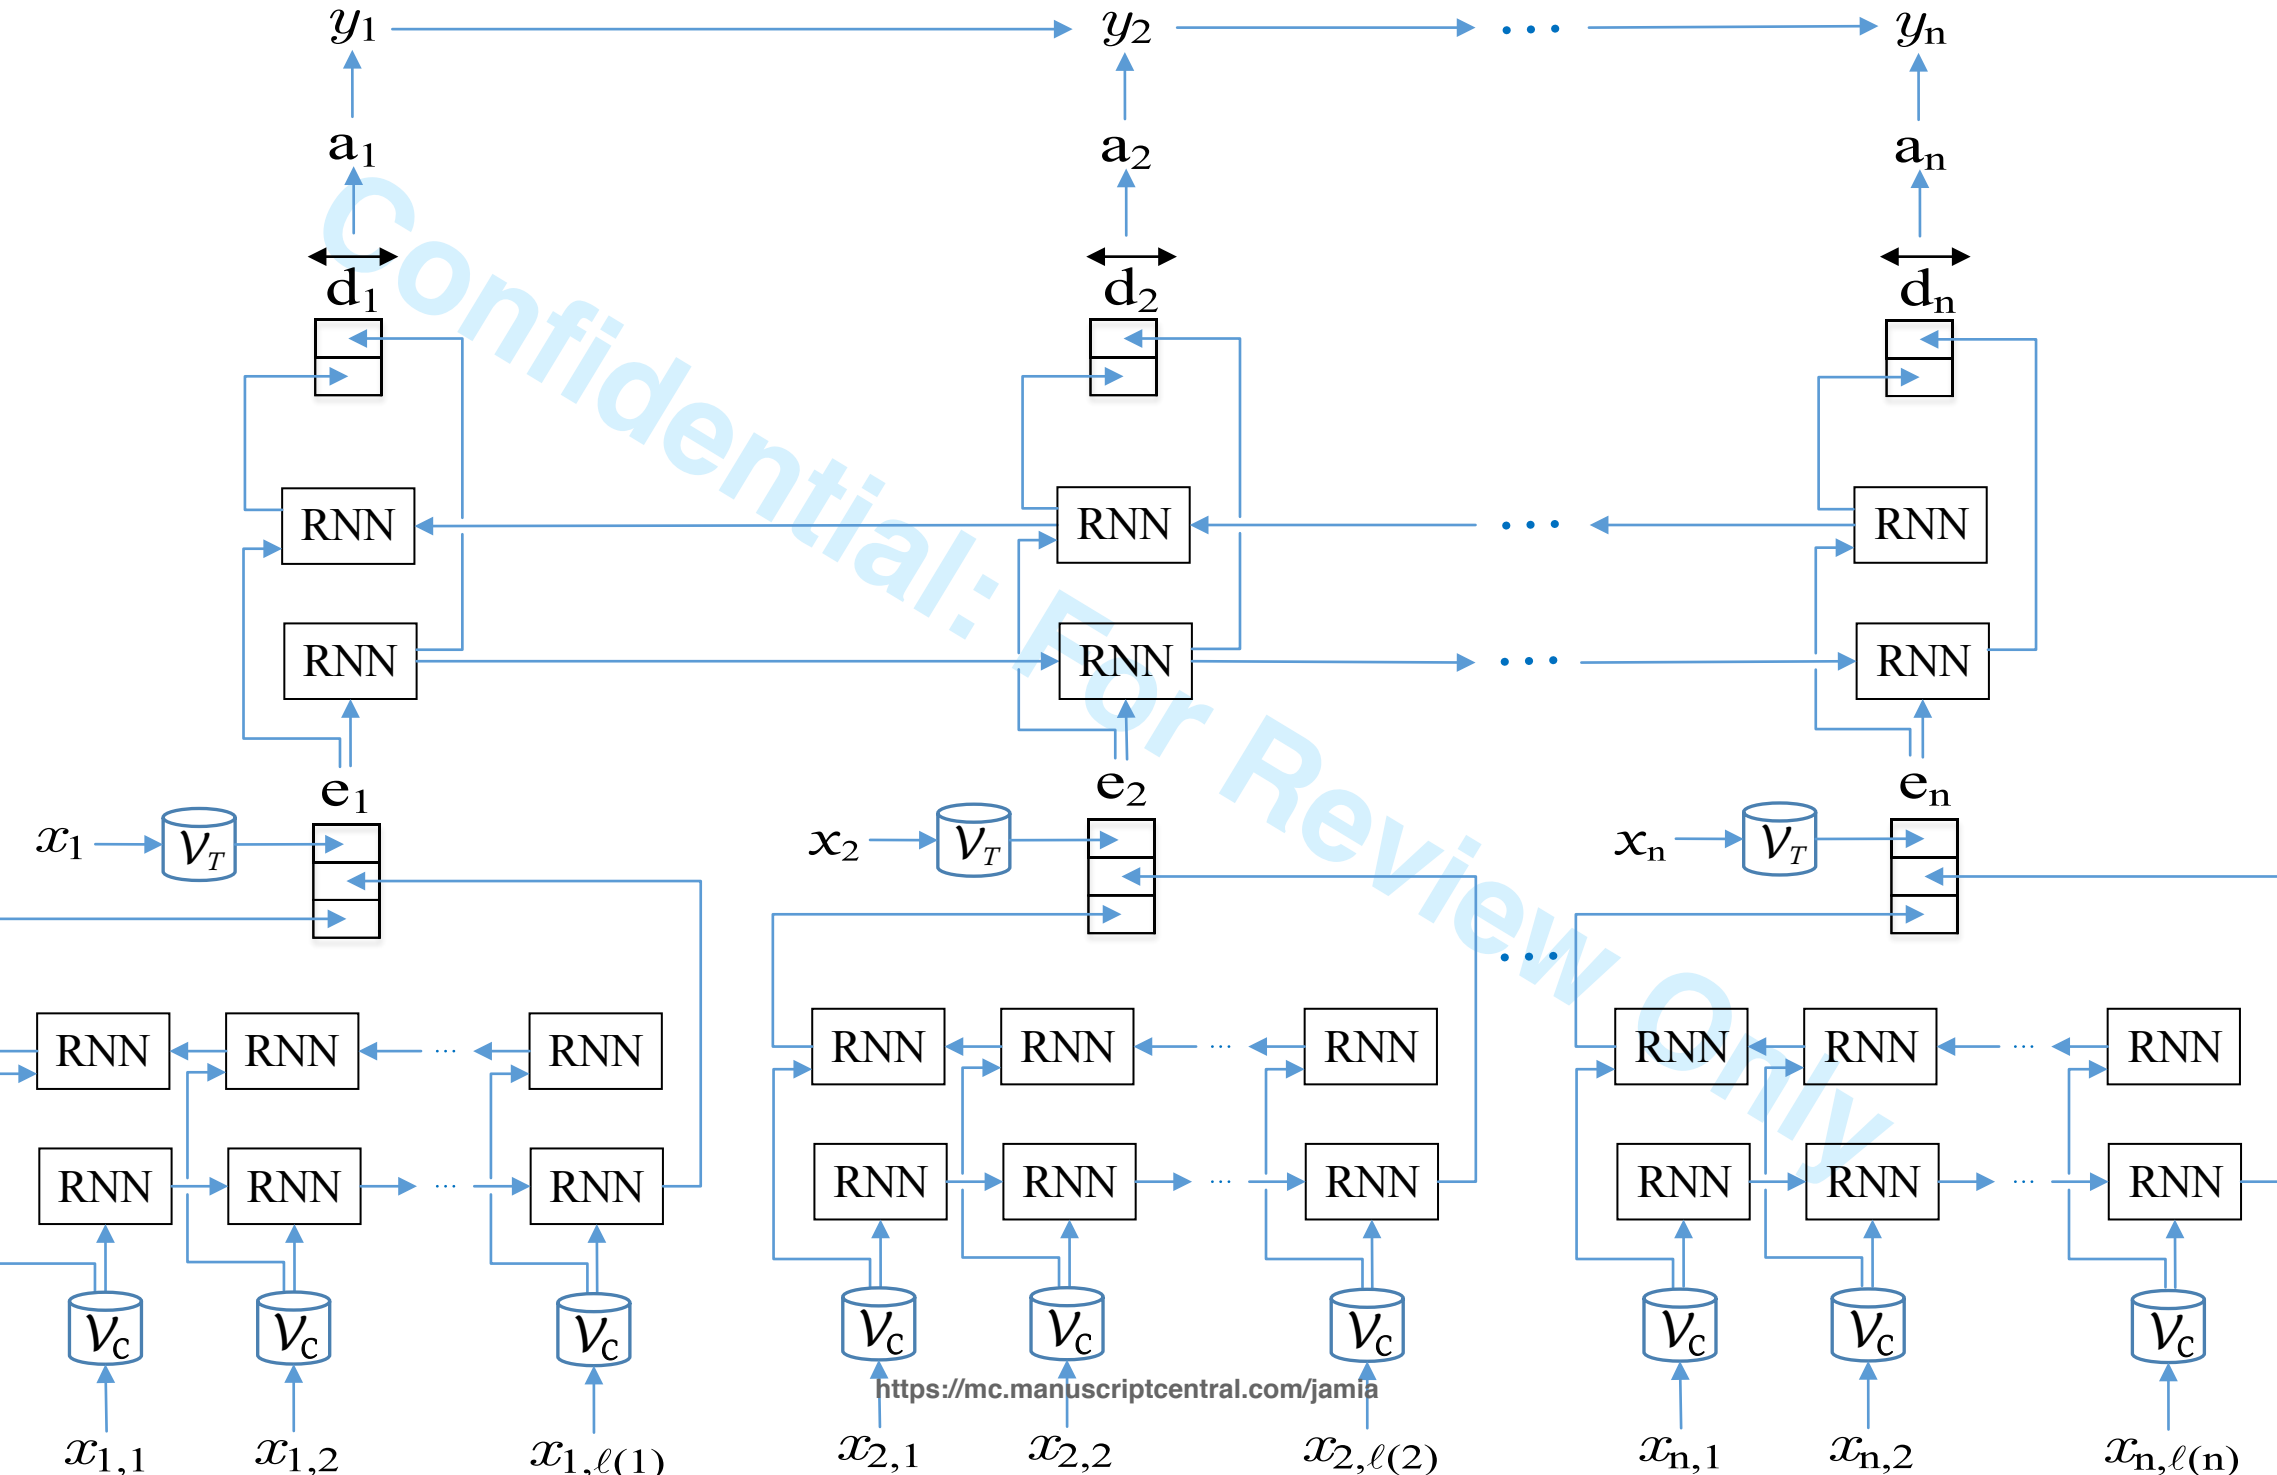 y1 y2 ... yn
a1 a2 an
d1 d2 dn
RNN RNN ... RNN
RNN RNN ... RNN
e1 e2 en
x1 VT x2 VT xn VT
...
RNN RNN ... RNN RNN RNN ... RNN RNN RNN ... RNN
RNN RNN ... RNN RNN RNN ... RNN RNN RNN ... RNN
VC VC VC VC VC VC VC VC VC
https://mc.manuscriptcentral.com/jamia
x1,1 x1,2 x1,ℓ(1) x2,1 x2,2 x2,ℓ(2) xn,1 xn,2 xn,ℓ(n)
Confidential: For Review Only